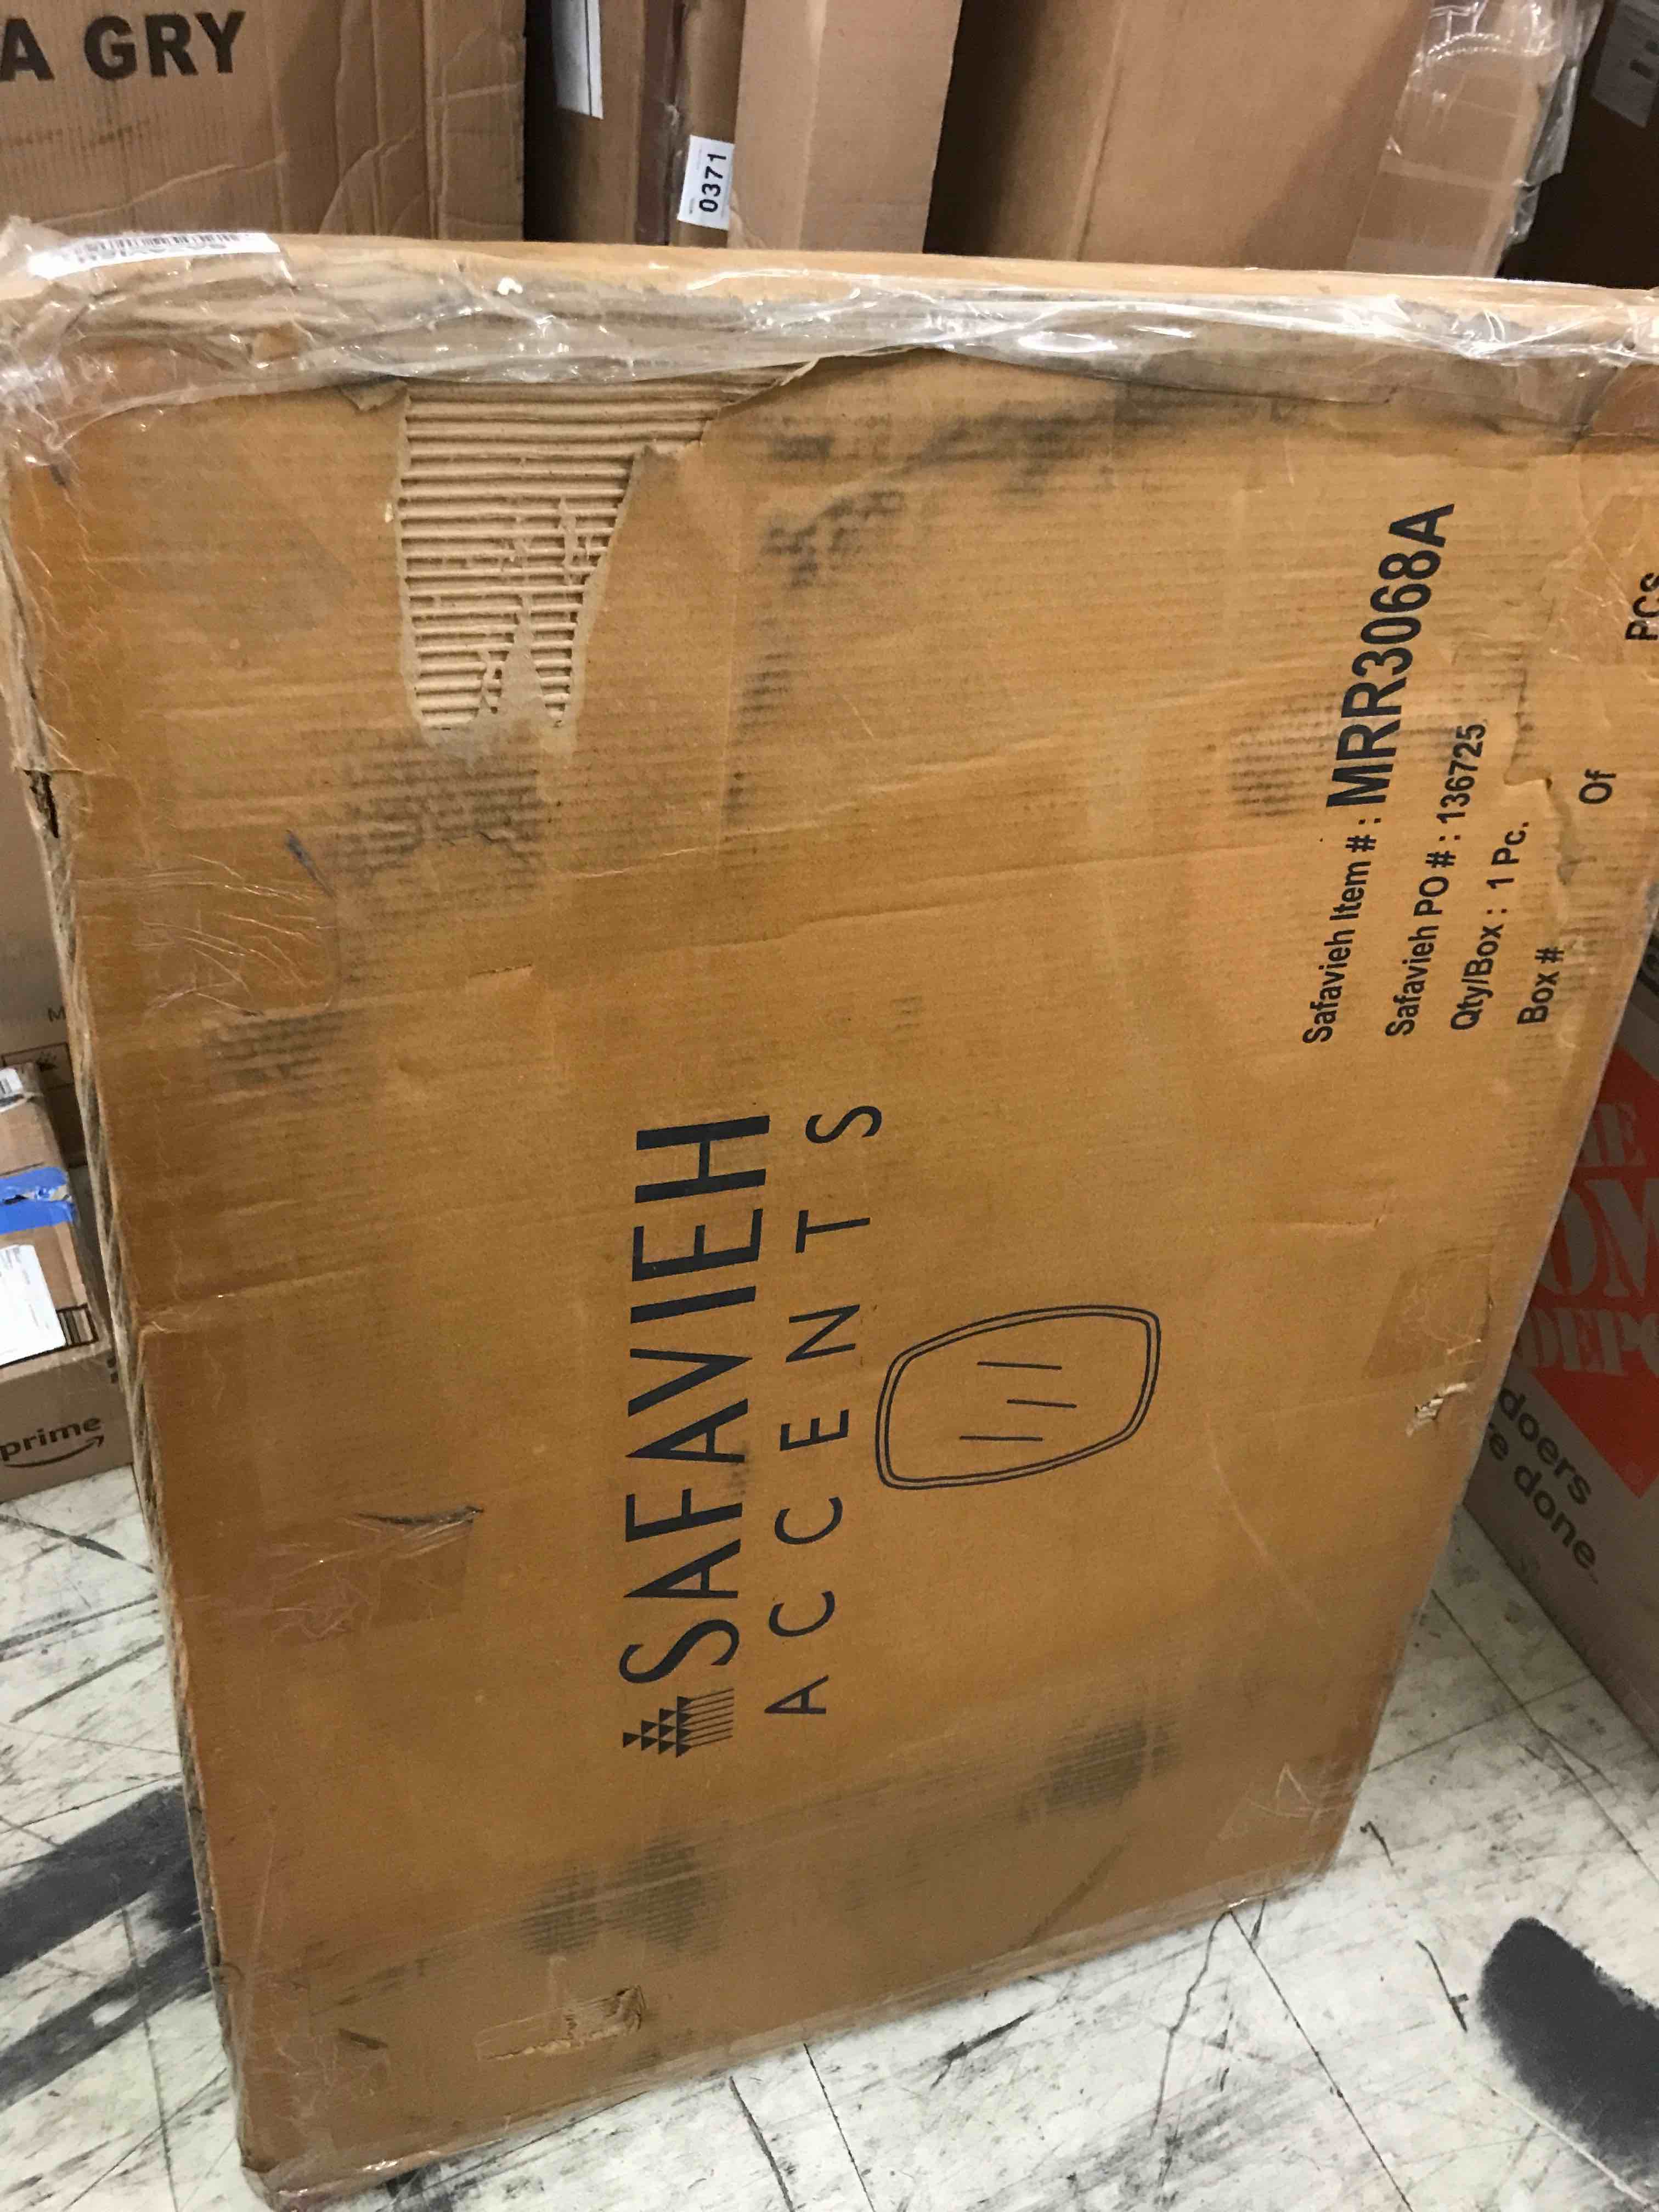 A GRY
0371
Safavieh Item # : MRR3068A
Safavieh PO # : 136725
Qty/Box : 1 Pc.
Box # Of PCS
SAFAVIEH
ACCENTS
prime
DEPO
doers
e done.